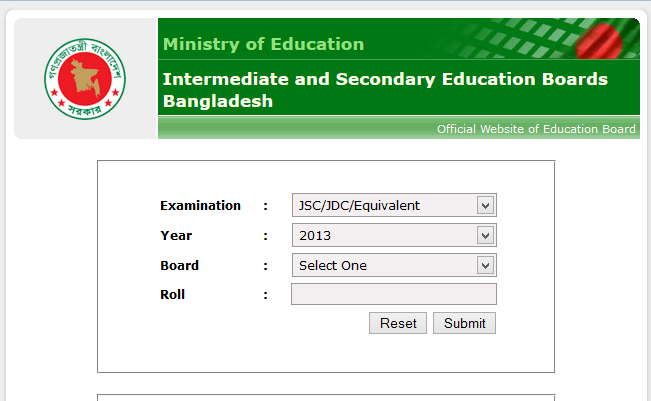 গণপ্রজাতন্ত্রী বাংলাদেশ
সরকার
Ministry of Education
Intermediate and Secondary Education Boards
Bangladesh
Official Website of Education Board
Examination : JSC/JDC/Equivalent
Year : 2013
Board : Select One
Roll :
Reset Submit